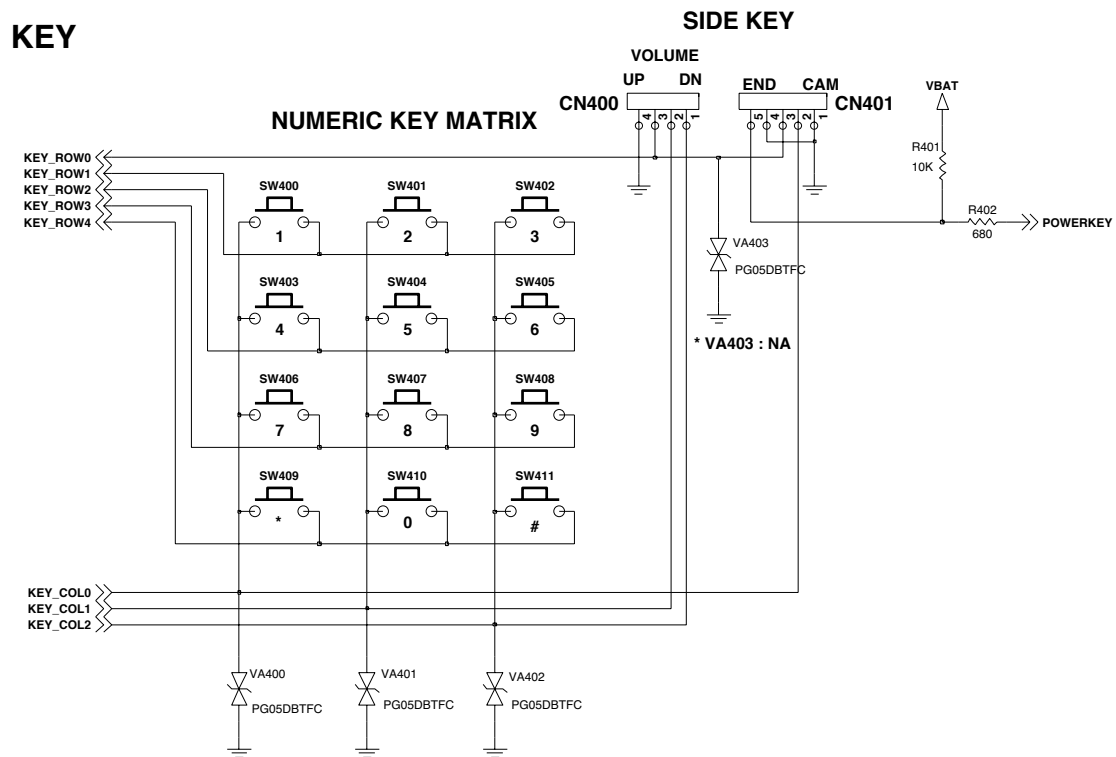 KEY
SIDE KEY
VOLUME
UP DN
CN400
4 3 2 1
END CAM
CN401
5 4 3 2 1
VBAT
R401
10K
R402
680
POWERKEY
NUMERIC KEY MATRIX
KEY_ROW0
KEY_ROW1
KEY_ROW2
KEY_ROW3
KEY_ROW4
SW400 SW401 SW402
1 2 3
VA403
PG05DBTFC
* VA403 : NA
SW403 SW404 SW405
4 5 6
SW406 SW407 SW408
7 8 9
SW409 SW410 SW411
* 0 #
KEY_COL0
KEY_COL1
KEY_COL2
VA400 VA401 VA402
PG05DBTFC PG05DBTFC PG05DBTFC